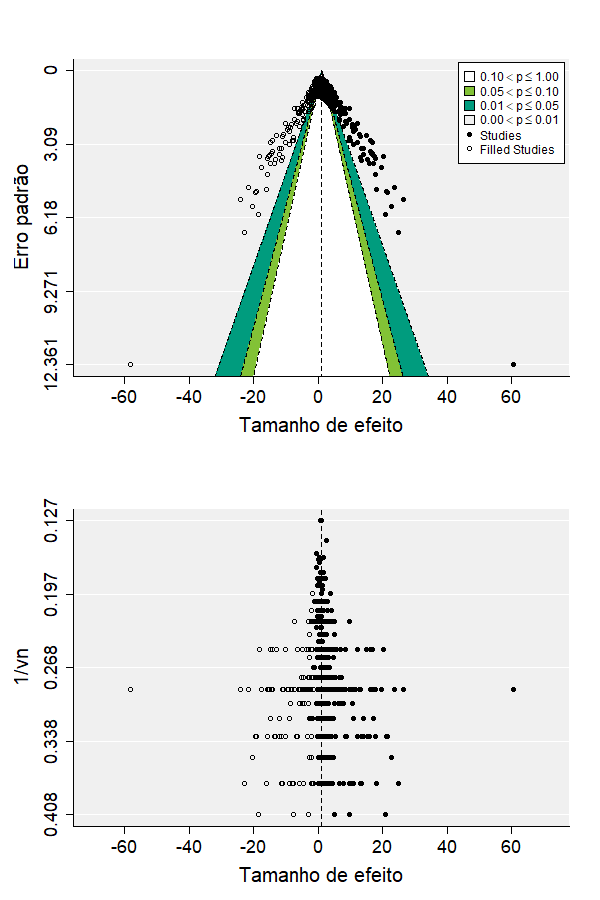 0.10 < p ≤ 1.00
0.05 < p ≤ 0.10
0.01 < p ≤ 0.05
0.00 < p ≤ 0.01
Studies
Filled Studies
Erro padrão
0
3.09
6.18
9.271
12.361
-60 -40 -20 0 20 40 60
Tamanho de efeito
1/vn
0.127
0.197
0.268
0.338
0.408
-60 -40 -20 0 20 40 60
Tamanho de efeito